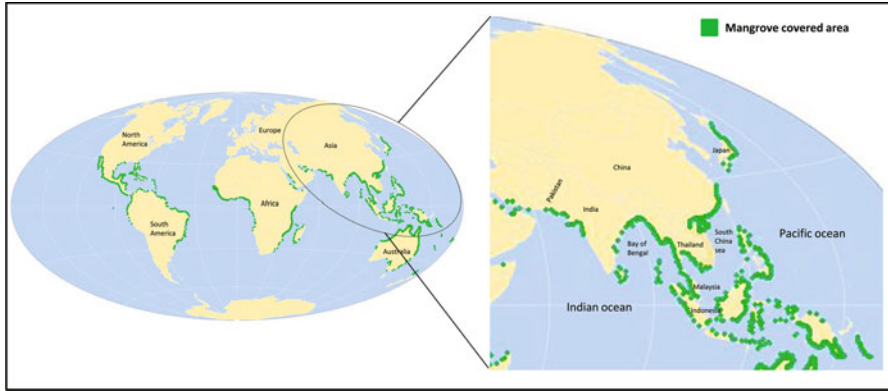 North
America
Europe
Asia
Africa
South
America
Australia
Mangrove covered area
Japan
China
Pakistan
India
Bay of
Bengal
Thailand
South
China
sea
Pacific ocean
Malaysia
Indonesia
Indian ocean